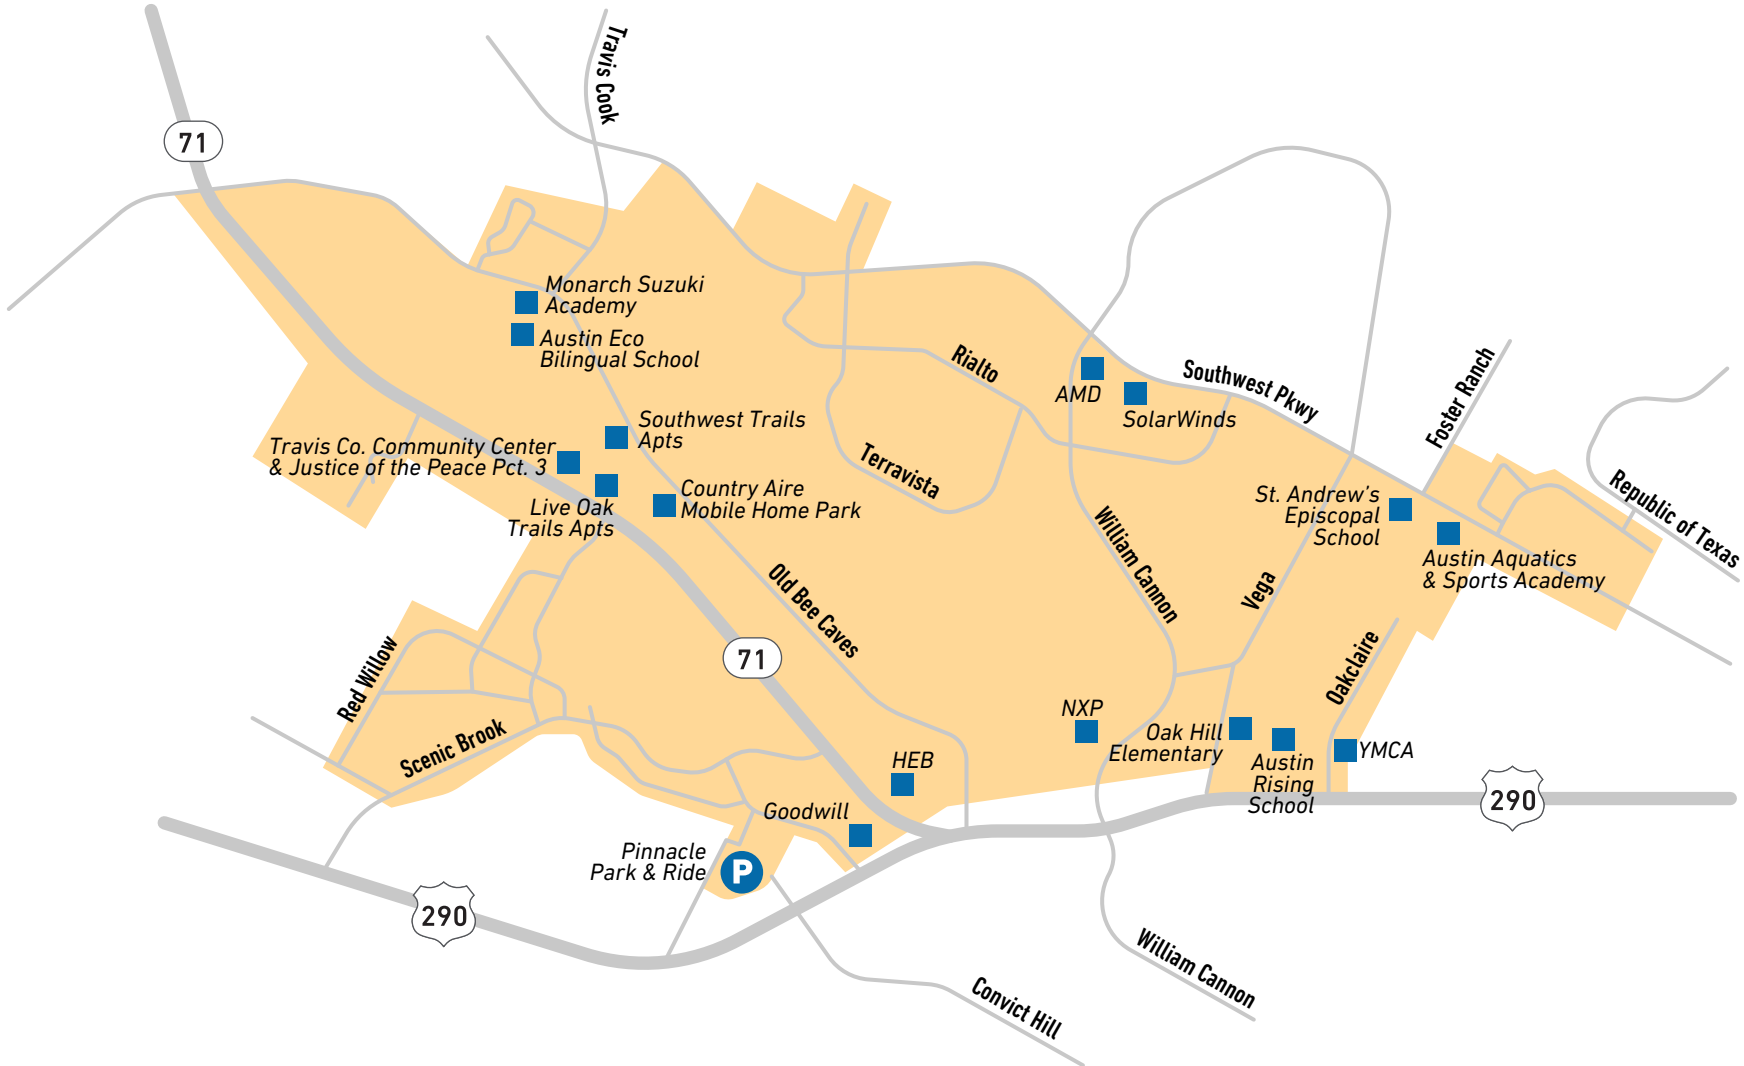 Travis Cook
71
Monarch Suzuki
Academy
Austin Eco
Bilingual School
Rialto
AMD
SolarWinds
Southwest Pkwy
Foster Ranch
Southwest Trails
Apts
Travis Co. Community Center
& Justice of the Peace Pct. 3
Terravista
Country Aire
Mobile Home Park
Live Oak
Trails Apts
William Cannon
St. Andrew's
Episcopal
School
Republic of Texas
Austin Aquatics
& Sports Academy
Old Bee Caves
Vega
71
Red Willow
Oakclaire
Scenic Brook
NXP
Oak Hill
Elementary
Austin
Rising
School
YMCA
HEB
Goodwill
290
Pinnacle
Park & Ride
P
290
William Cannon
Convict Hill